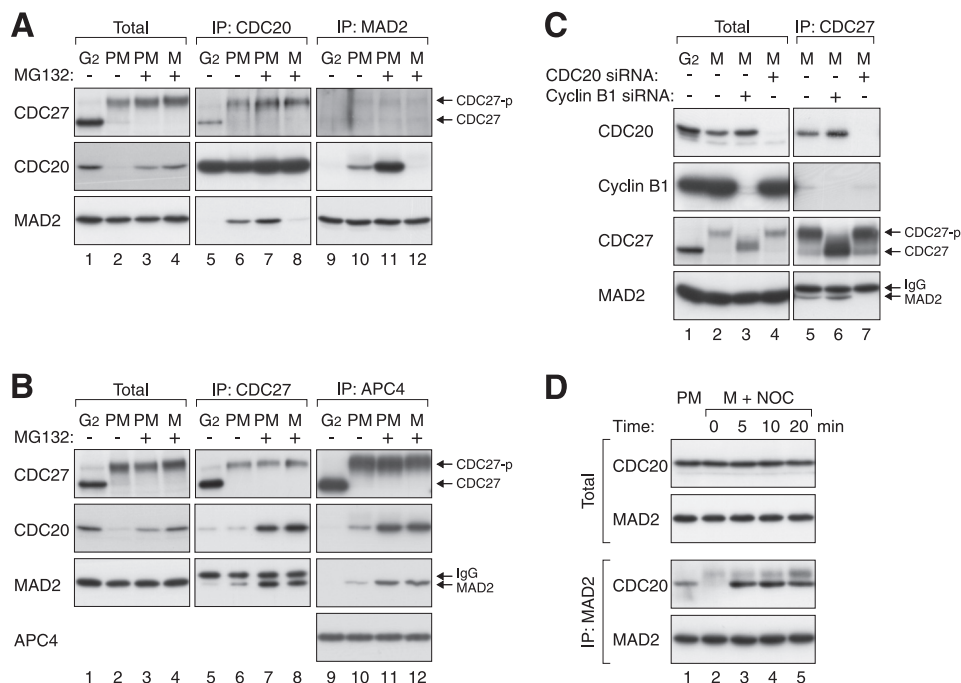 A
Total IP: CDC20 IP: MAD2
G2 PM PM M G2 PM PM M G2 PM PM M
MG132: - - + + - - + + - - + +
CDC27 CDC27-p
CDC27
CDC20
MAD2
1 2 3 4 5 6 7 8 9 10 11 12
B
Total IP: CDC27 IP: APC4
G2 PM PM M G2 PM PM M G2 PM PM M
MG132: - - + + - - + + - - + +
CDC27 CDC27-p
CDC27
CDC20
MAD2 IgG
MAD2
APC4
1 2 3 4 5 6 7 8 9 10 11 12
C
Total IP: CDC27
G2 M M M M M M
CDC20 siRNA: - - - + - - +
Cyclin B1 siRNA: - - + - - + -
CDC20
Cyclin B1
CDC27 CDC27-p
CDC27
MAD2 IgG
MAD2
1 2 3 4 5 6 7
D
PM M + NOC
Time: 0 5 10 20 min
Total
CDC20
MAD2
IP: MAD2
CDC20
MAD2
1 2 3 4 5